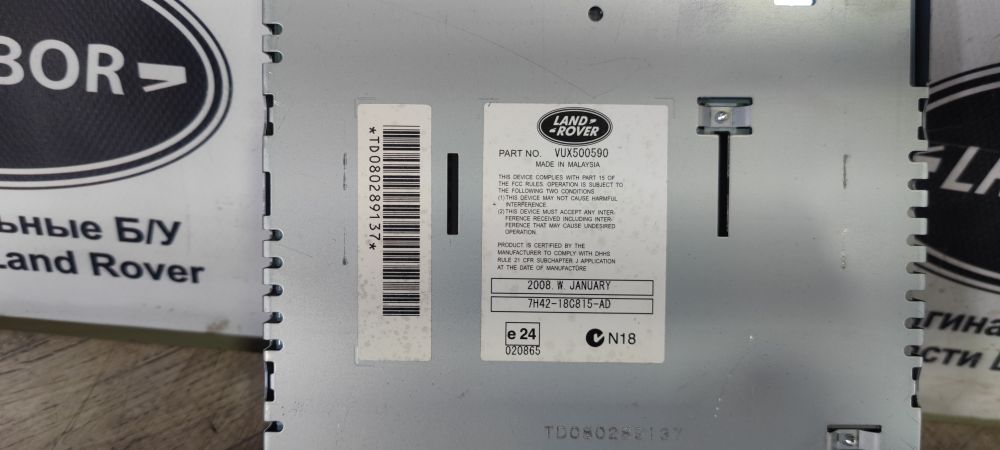 BOR
ьные Б/У
Land Rover
*TD080289137*
LAND
ROVER
PART NO. VUX500590
MADE IN MALAYSIA
THIS DEVICE COMPLIES WITH PART 15 OF
THE FCC RULES. OPERATION IS SUBJECT TO
THE FOLLOWING TWO CONDITIONS
(1) THIS DEVICE MAY NOT CAUSE HARMFUL
INTERFERENCE.
(2) THIS DEVICE MUST ACCEPT ANY INTER-
FERENCE RECEIVED INCLUDING INTER-
FERENCE THAT MAY CAUSE UNDESIRED
OPERATION.
PRODUCT IS CERTIFIED BY THE
MANUFACTURER TO COMPLY WITH DHHS
RULE 21 CFR SUBCHAPTER J APPLICATION
AT THE DATE OF MANUFACTURE
2008. W. JANUARY
7H42-18C815-AD
e 24
020865
N18
TD080289137
LA
гина
сти